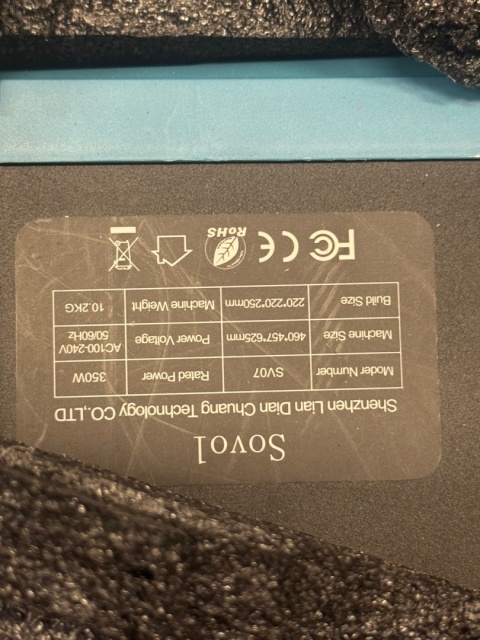 Sovol
Shenzhen Lian Dian Chuang Technology CO.,LTD
Moder Number SV07 Rated Power 350W
Machine Size 460*457*625mm Power Voltage AC100-240V 50/60Hz
Build Size 220*220*250mm Machine Weight 10.2KG
FC CE RoHS